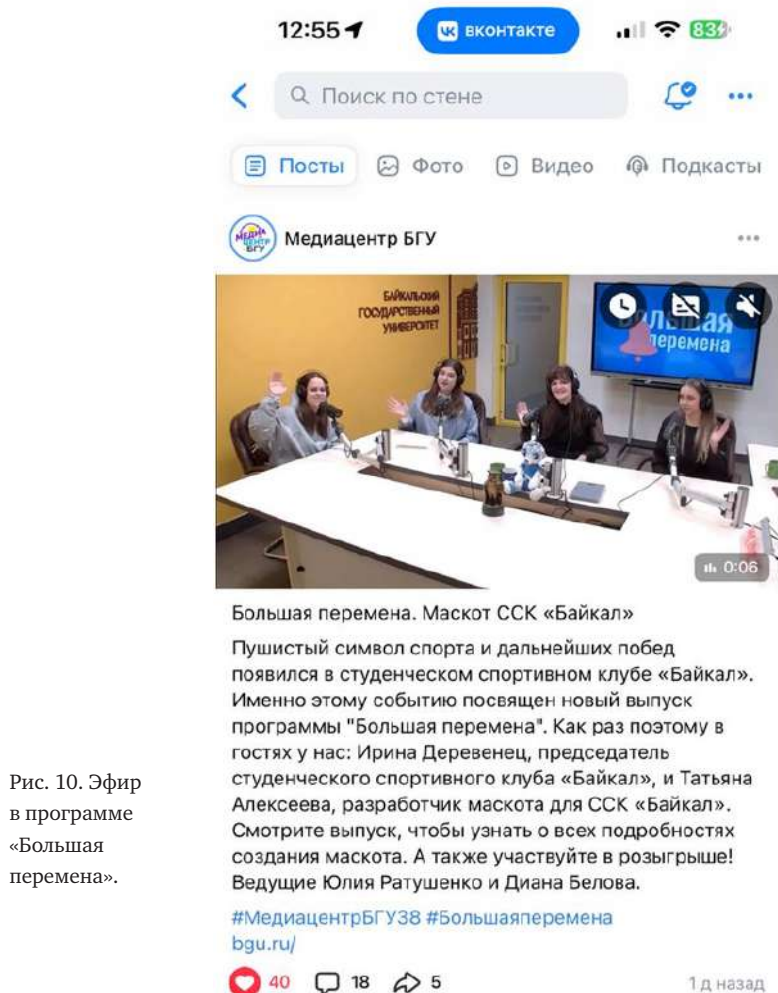 12:55
вконтакте
83
Поиск по стене
Посты
Фото
Видео
Подкасты
МЕДИА
ЦЕНТР
БГУ
Медиацентр БГУ
БАЙКАЛЬСКИЙ
ГОСУДАРСТВЕННЫЙ
УНИВЕРСИТЕТ
Большая
перемена
0:06
Большая перемена. Маскот ССК «Байкал»
Пушистый символ спорта и дальнейших побед
появился в студенческом спортивном клубе «Байкал».
Именно этому событию посвящен новый выпуск
программы "Большая перемена". Как раз поэтому в
гостях у нас: Ирина Деревенец, председатель
студенческого спортивного клуба «Байкал», и Татьяна
Алексеева, разработчик маскота для ССК «Байкал».
Смотрите выпуск, чтобы узнать о всех подробностях
создания маскота. А также участвуйте в розыгрыше!
Ведущие Юлия Ратушенко и Диана Белова.
#МедиацентрБГУ38 #Большаяперемена
bgu.ru/
40
18
5
1 д назад
Рис. 10. Эфир
в программе
«Большая
перемена».